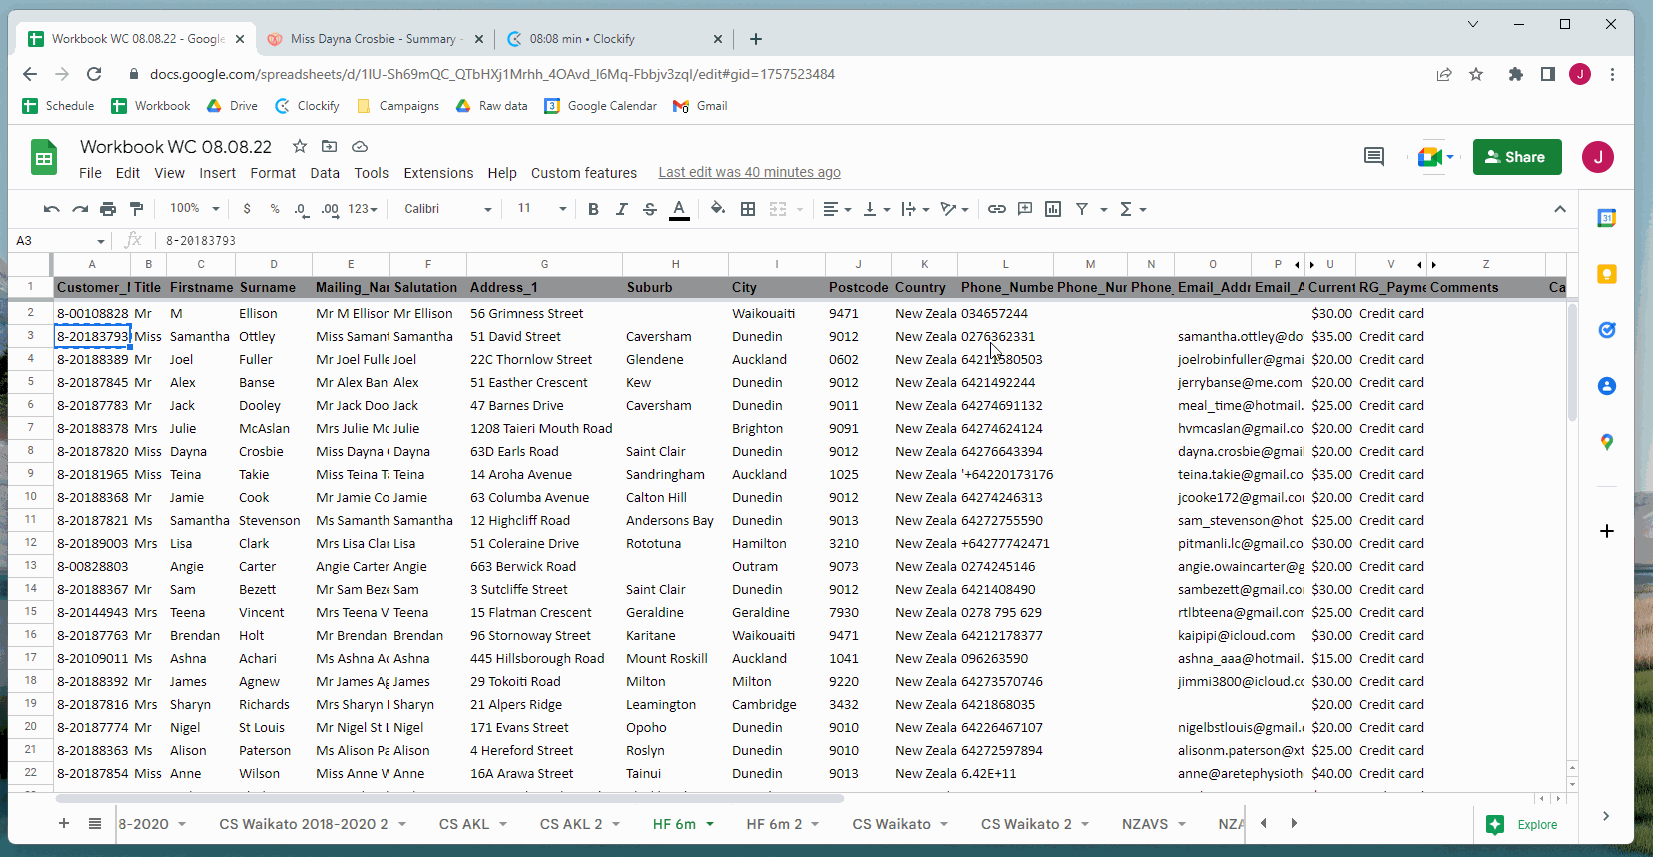 Workbook WC 08.08.22 - Google
Miss Dayna Crosbie - Summary -
08:08 min • Clockify
docs.google.com/spreadsheets/d/1IU-Sh69mQC_QTbHXj1Mrhh_4OAvd_I6Mq-Fbbjv3zqI/edit#gid=1757523484
J
Schedule Workbook Drive Clockify Campaigns Raw data Google Calendar Gmail
Workbook WC 08.08.22
Share
J
File Edit View Insert Format Data Tools Extensions Help Custom features Last edit was 40 minutes ago
100% $ % .0 .00 123 Calibri 11 B I S A
A3 fx 8-20183793
A B C D E F G H I J K L M N O P U V Z
1 Title Firstname Surname Salutation Address_1 Suburb City Postcode Country Comments
2 8-00108828 Mr M Ellison Mr M Ellison Mr Ellison 56 Grimness Street Waikouaiti 9471 New Zeala 034657244 $30.00 Credit card
3 8-20183793 Miss Samantha Ottley Miss Samant Samantha 51 David Street Caversham Dunedin 9012 New Zeala 0276362331 samantha.ottley@do $35.00 Credit card
4 8-20188389 Mr Joel Fuller Mr Joel Fulle Joel 22C Thornlow Street Glendene Auckland 0602 New Zeala 64211580503 joelrobinfuller@gmai $20.00 Credit card
5 8-20187845 Mr Alex Banse Mr Alex Ban Alex 51 Easther Crescent Kew Dunedin 9012 New Zeala 6421492244 jerrybanse@me.com $20.00 Credit card
6 8-20187783 Mr Jack Dooley Mr Jack Doo Jack 47 Barnes Drive Caversham Dunedin 9011 New Zeala 64274691132 meal_time@hotmail. $25.00 Credit card
7 8-20188378 Mrs Julie McAslan Mrs Julie Mc Julie 1208 Taieri Mouth Road Brighton 9091 New Zeala 64274624124 hvmcaslan@gmail.co $20.00 Credit card
8 8-20187820 Miss Dayna Crosbie Miss Dayna Dayna 63D Earls Road Saint Clair Dunedin 9012 New Zeala 64276643379 dayna.crosbie@gmai $20.00 Credit card
9 8-20181965 Miss Teina Takie Miss Teina T Teina 14 Aroha Avenue Sandringham Auckland 1025 New Zeala '+64220173176 teina.takie@gmail.co $35.00 Credit card
10 8-20188368 Mr Jamie Cook Mr Jamie Co Jamie 63 Columba Avenue Calton Hill Dunedin 9012 New Zeala 64274246313 jcooke172@gmail.co $20.00 Credit card
11 8-20187821 Ms Samantha Stevenson Ms Samanth Samantha 12 Highcliff Road Andersons Bay Dunedin 9013 New Zeala 64272755590 sam_stevenson@hot $25.00 Credit card
12 8-20189003 Mrs Lisa Clark Mrs Lisa Clar Lisa 51 Coleraine Drive Rototuna Hamilton 3210 New Zeala +64277742471 pitmanli.lc@gmail.co $30.00 Credit card
13 8-00828803 Angie Carter Angie Carter Angie 663 Berwick Road Outram 9073 New Zeala 0274245146 angie.owaincarter@g $30.00 Credit card
14 8-20188367 Mr Sam Bezett Mr Sam Beze Sam 3 Sutcliffe Street Saint Clair Dunedin 9012 New Zeala 6421408490 sambezett@gmail.com $30.00 Credit card
15 8-20144943 Mrs Teena Vincent Mrs Teena V Teena 15 Flatman Crescent Geraldine Geraldine 7930 New Zeala 0278 795 629 rtlbteena@gmail.com $25.00 Credit card
16 8-20187763 Mr Brendan Holt Mr Brendan Brendan 96 Stornoway Street Karitane Waikouaiti 9471 New Zeala 64212178377 kaipipi@icloud.com $30.00 Credit card
17 8-20109011 Ms Ashna Achari Ms Ashna Ac Ashna 445 Hillsborough Road Mount Roskill Auckland 1041 New Zeala 096263590 ashna_aaa@hotmail. $15.00 Credit card
18 8-20188392 Mr James Agnew Mr James Ag James 29 Tokoiti Road Milton Milton 9220 New Zeala 64273570746 jimmi3800@icloud.co $30.00 Credit card
19 8-20187816 Mrs Sharyn Richards Mrs Sharyn Sharyn 21 Alpers Ridge Leamington Cambridge 3432 New Zeala 6421868035 $20.00 Credit card
20 8-20187774 Mr Nigel St Louis Mr Nigel St L Nigel 171 Evans Street Opoho Dunedin 9010 New Zeala 64226467107 nigelbstlouis@gmail. $20.00 Credit card
21 8-20188363 Ms Alison Paterson Ms Alison Pa Alison 4 Hereford Street Roslyn Dunedin 9010 New Zeala 64272597894 alisonm.paterson@xt $25.00 Credit card
22 8-20187854 Miss Anne Wilson Miss Anne W Anne 16A Arawa Street Tainui Dunedin 9013 New Zeala 6.42E+11 anne@aretephysioth $40.00 Credit card
8-2020 CS Waikato 2018-2020 2 CS AKL CS AKL 2 HF 6m HF 6m 2 CS Waikato CS Waikato 2 NZAVS NZA Explore